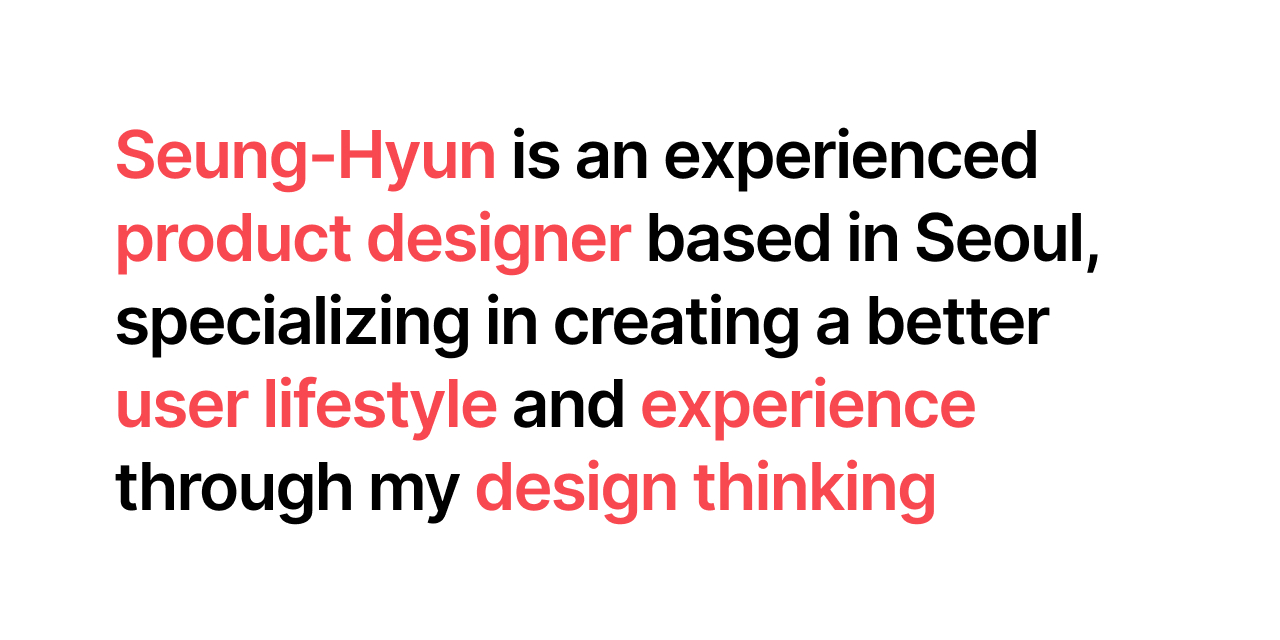 Seung-Hyun is an experienced
product designer based in Seoul,
specializing in creating a better
user lifestyle and experience
through my design thinking